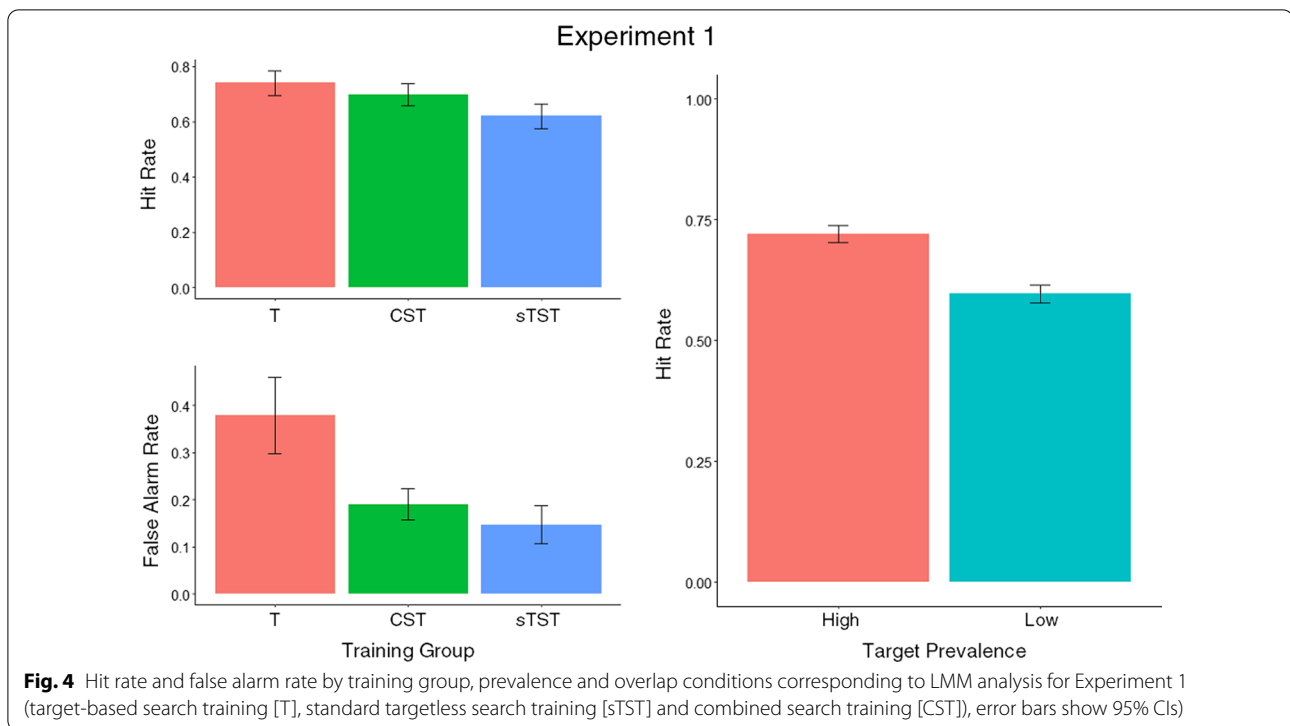 Experiment 1
Hit Rate
0.8
0.6
0.4
0.2
0.0
T CST sTST
False Alarm Rate
0.4
0.3
0.2
0.1
0.0
T CST sTST
Training Group
Hit Rate
1.00
0.75
0.50
0.25
0.00
High Low
Target Prevalence
Fig. 4 Hit rate and false alarm rate by training group, prevalence and overlap conditions corresponding to LMM analysis for Experiment 1
(target-based search training [T], standard targetless search training [sTST] and combined search training [CST]), error bars show 95% CIs)